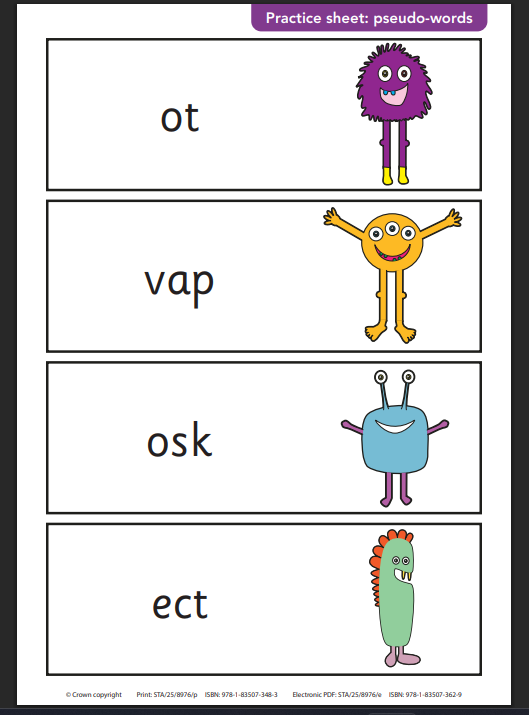 Practice sheet: pseudo-words
ot
vap
osk
ect
© Crown copyright Print: STA/25/8976/p ISBN: 978-1-83507-348-3 Electronic PDF: STA/25/8976/e ISBN: 978-1-83507-362-9